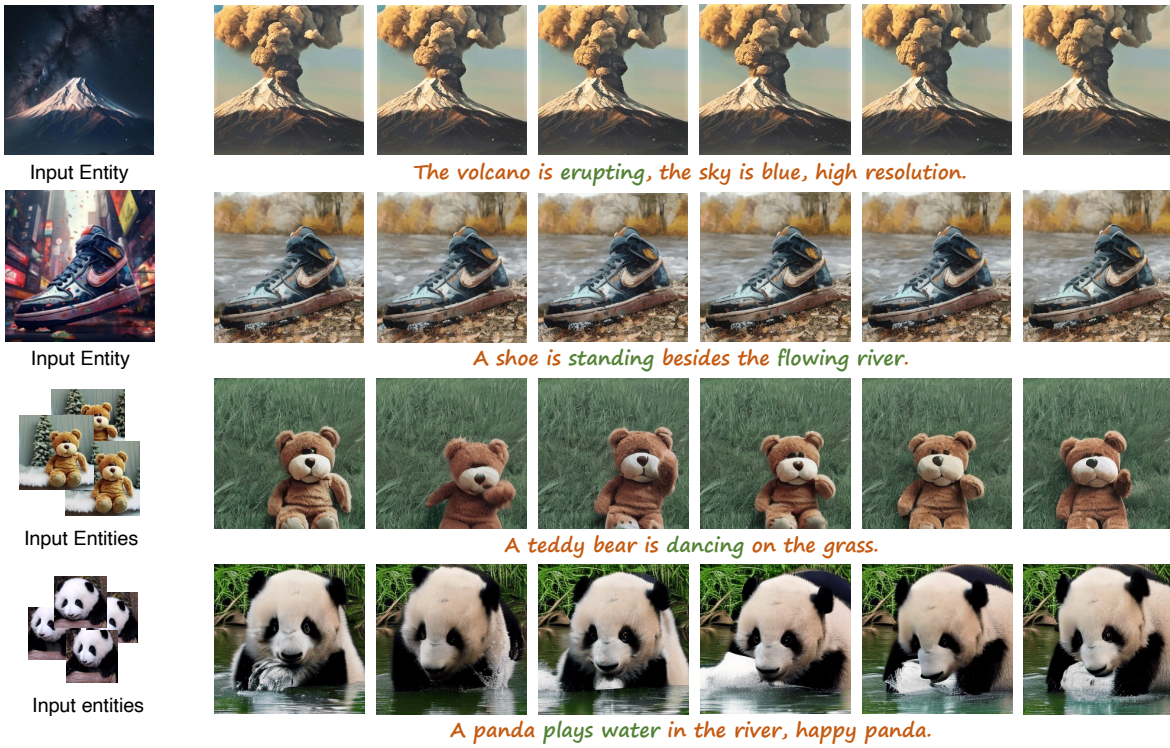 Input Entity
The volcano is erupting, the sky is blue, high resolution.
Input Entity
A shoe is standing besides the flowing river.
Input Entities
A teddy bear is dancing on the grass.
Input entities
A panda plays water in the river, happy panda.